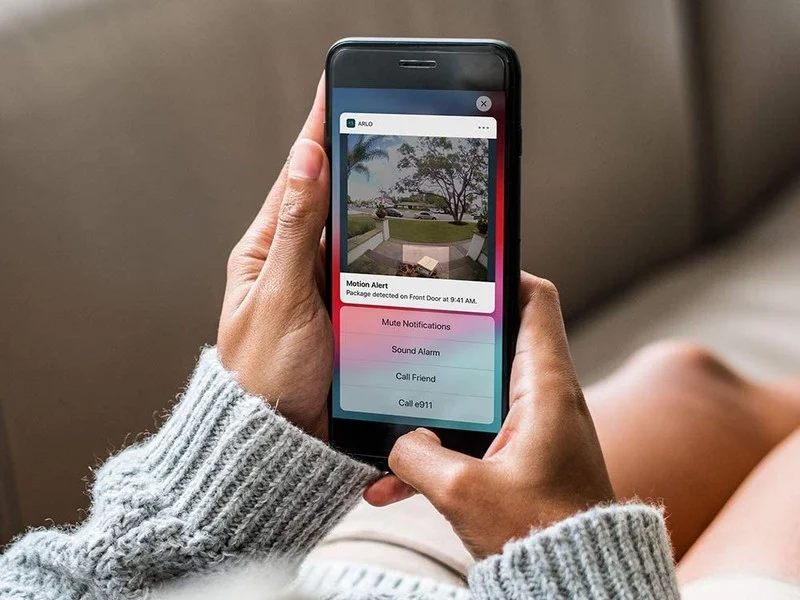 ARLO
Motion Alert
Package detected on Front Door at 9:41 AM.
Mute Notifications
Sound Alarm
Call Friend
Call e911